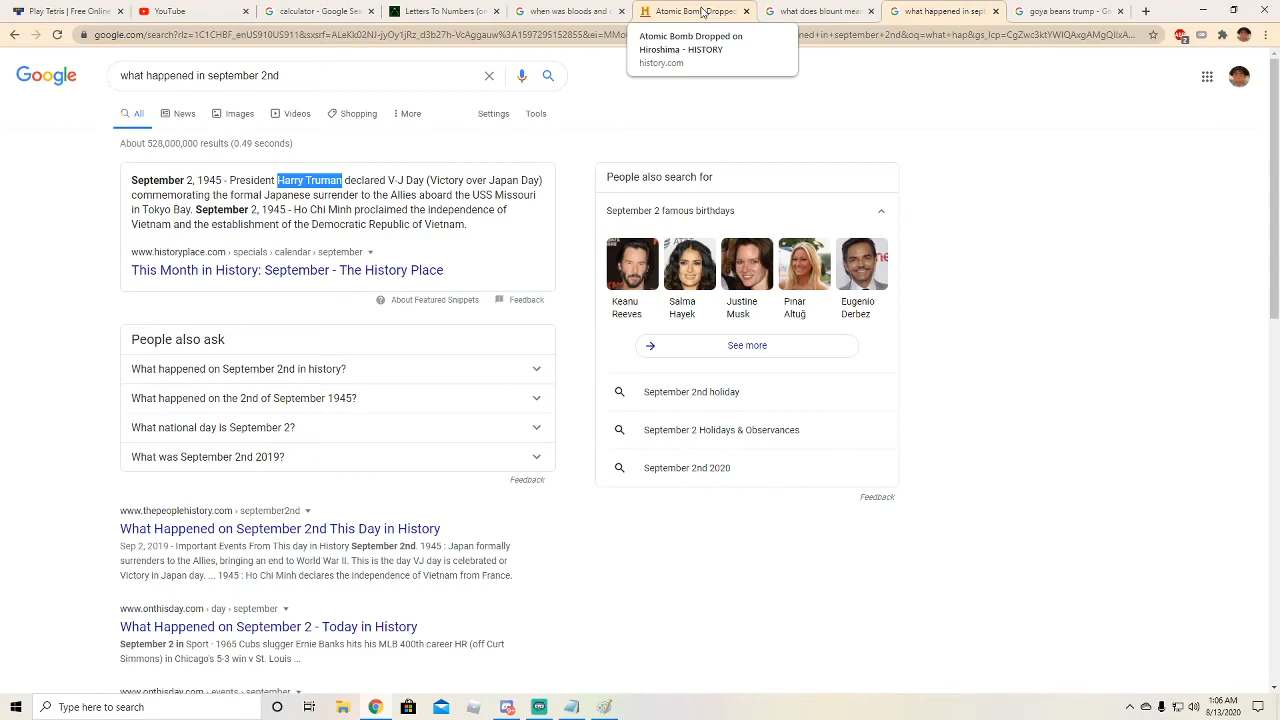 Play Tetris | Free Onlin
YouTube
calculator - Google Sea
Letters To Numbers (on
when was bloods and c
Atomic Bomb Dropped
what does blount mean
what happened in sept
goya beans trump - Go
Atomic Bomb Dropped on
Hiroshima - HISTORY
history.com
Google
what happened in september 2nd
All
News
Images
Videos
Shopping
More
Settings
Tools
About 528,000,000 results (0.49 seconds)
September 2, 1945 - President Harry Truman declared V-J Day (Victory over Japan Day)
commemorating the formal Japanese surrender to the Allies aboard the USS Missouri
in Tokyo Bay. September 2, 1945 - Ho Chi Minh proclaimed the independence of
Vietnam and the establishment of the Democratic Republic of Vietnam.
www.historyplace.com › specials › calendar › september
This Month in History: September - The History Place
About Featured Snippets
Feedback
People also ask
What happened on September 2nd in history?
What happened on the 2nd of September 1945?
What national day is September 2?
What was September 2nd 2019?
Feedback
www.thepeoplehistory.com › september2nd
What Happened on September 2nd This Day in History
Sep 2, 2019 - Important Events From This day in History September 2nd. 1945 : Japan formally
surrenders to the Allies, bringing an end to World War II. This is the day VJ day is celebrated or
Victory in Japan day. ... 1945 : Ho Chi Minh declares the independence of Vietnam from France.
www.onthisday.com › day › september
What Happened on September 2 - Today in History
September 2 in Sport · 1965 Cubs slugger Ernie Banks hits his MLB 400th career HR (off Curt
Simmons) in Chicago's 5-3 win v St. Louis ...
www.onthisday.com › events › september
People also search for
September 2 famous birthdays
Keanu
Reeves
Salma
Hayek
Justine
Musk
Pınar
Altuğ
Eugenio
Derbez
See more
September 2nd holiday
September 2 Holidays & Observances
September 2nd 2020
Feedback
Type here to search
1:06 AM
8/13/2020